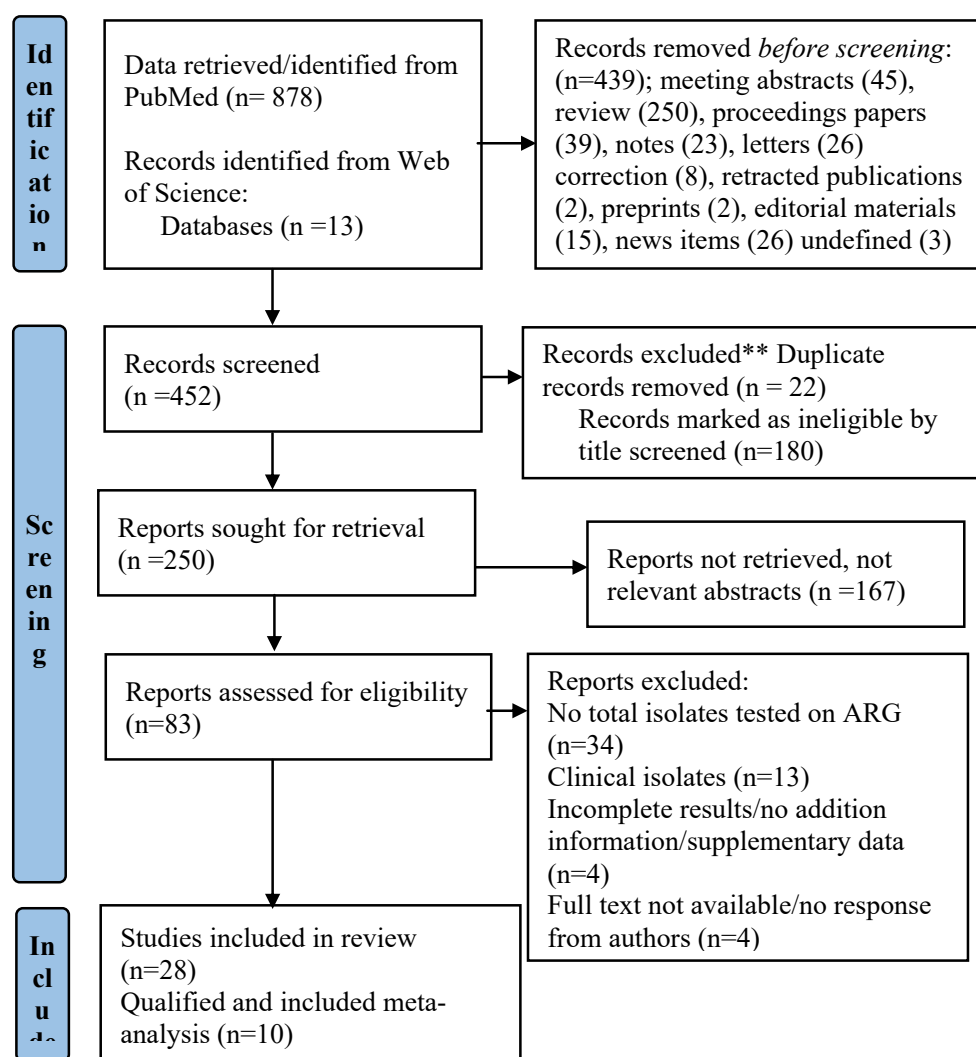 Id
en
tif
ic
at
io
n
Data retrieved/identified from
PubMed (n= 878)
Records identified from Web
of Science:
Databases (n =13)
Records removed before screening:
(n=439); meeting abstracts (45),
review (250), proceedings papers
(39), notes (23), letters (26)
correction (8), retracted publications
(2), preprints (2), editorial materials
(15), news items (26) undefined (3)
Sc
re
en
in
g
Records screened
(n =452)
Records excluded** Duplicate
records removed (n = 22)
Records marked as ineligible by
title screened (n=180)
Reports sought for retrieval
(n =250)
Reports not retrieved, not
relevant abstracts (n =167)
Reports assessed for eligibility
(n=83)
Reports excluded:
No total isolates tested on ARG
(n=34)
Clinical isolates (n=13)
Incomplete results/no addition
information/supplementary data
(n=4)
Full text not available/no response
from authors (n=4)
In
cl
u
de
Studies included in review
(n=28)
Qualified and included meta-
analysis (n=10)